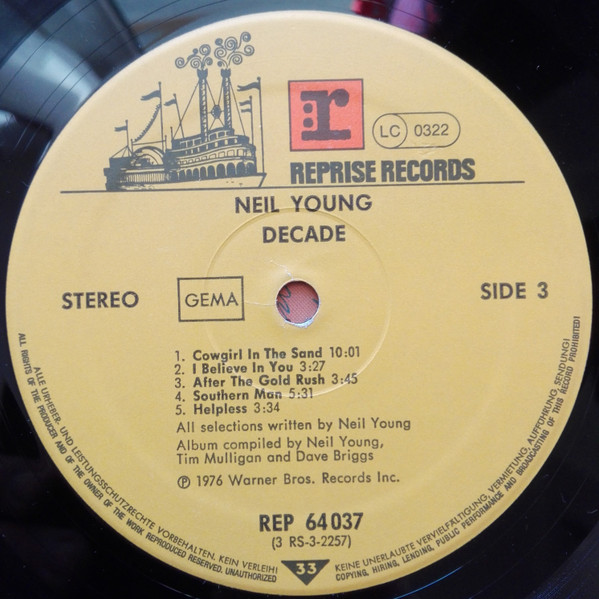 r
LC 0322
REPRISE RECORDS
NEIL YOUNG
DECADE
STEREO
GEMA
SIDE 3
1. Cowgirl In The Sand 10:01
2. I Believe In You 3:27
3. After The Gold Rush 3:45
4. Southern Man 5:31
5. Helpless 3:34
All selections written by Neil Young
Album compiled by Neil Young,
Tim Mulligan and Dave Briggs
℗ 1976 Warner Bros. Records Inc.
REP 64 037
(3 RS-3-2257)
33
ALLE URHEBER- UND LEISTUNGSSCHUTZRECHTE VORBEHALTEN. KEIN VERLEIH!
KEINE UNERLAUBTE VERVIELFÄLTIGUNG, VERMIETUNG, AUFFÜHRUNG, SENDUNG!
ALL RIGHTS OF THE PRODUCER AND OF THE OWNER OF THE WORK REPRODUCED RESERVED. UNAUTHORIZED
COPYING, HIRING, LENDING, PUBLIC PERFORMANCE AND BROADCASTING OF THIS RECORD PROHIBITED!